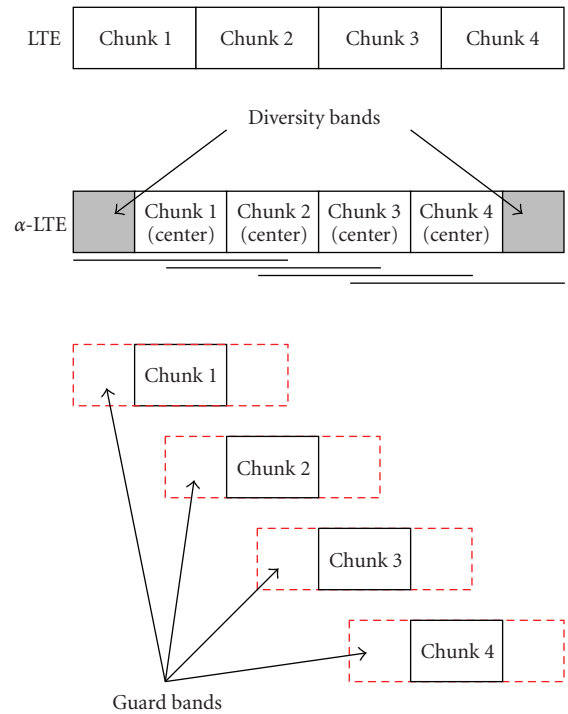 LTE
Chunk 1
Chunk 2
Chunk 3
Chunk 4
Diversity bands
α-LTE
Chunk 1
(center)
Chunk 2
(center)
Chunk 3
(center)
Chunk 4
(center)
Chunk 1
Chunk 2
Chunk 3
Chunk 4
Guard bands